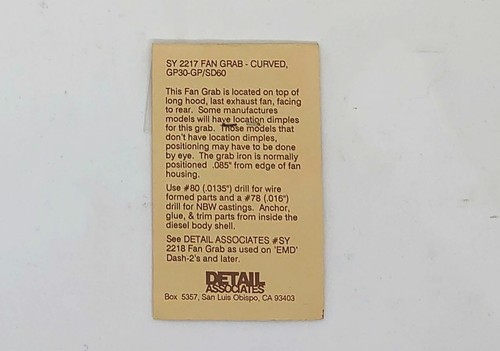 SY 2217 FAN GRAB - CURVED,
GP30-GP/SD60
This Fan Grab is located on top of
long hood, last exhaust fan, facing
to rear. Some manufactures
models will have location dimples
for this grab. Those models that
don't have location dimples,
positioning may have to be done
by eye. The grab iron is normally
positioned .085" from edge of fan
housing.
Use #80 (.0135") drill for wire
formed parts and a #78 (.016")
drill for NBW castings. Anchor,
glue, & trim parts from inside the
diesel body shell.
See DETAIL ASSOCIATES #SY
2218 Fan Grab as used on 'EMD'
Dash-2's and later.
DETAIL
ASSOCIATES
Box 5357, San Luis Obispo, CA 93403